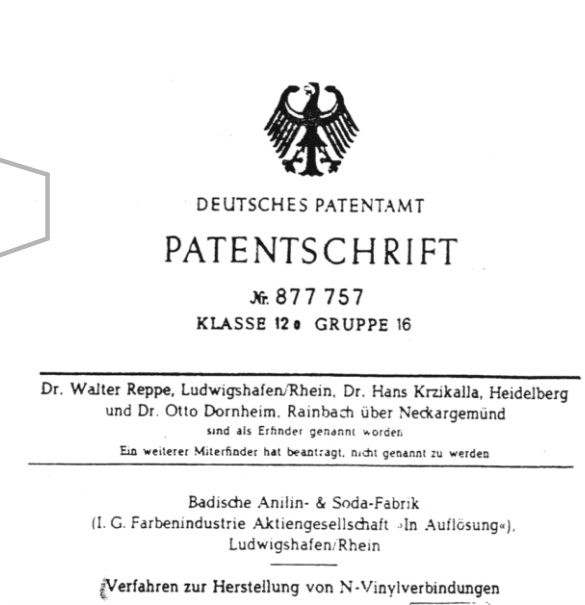 DEUTSCHES PATENTAMT
PATENTSCHRIFT
Nr. 877 757
KLASSE 12o GRUPPE 16
Dr. Walter Reppe, Ludwigshafen/Rhein, Dr. Hans Krzikalla, Heidelberg
und Dr. Otto Dornheim, Rainbach über Neckargemünd
sind als Erfinder genannt worden
Ein weiterer Miterfinder hat beantragt, nicht genannt zu werden
Badische Anilin- & Soda-Fabrik
(I. G. Farbenindustrie Aktiengesellschaft »In Auflösung«),
Ludwigshafen/Rhein
Verfahren zur Herstellung von N-Vinylverbindungen